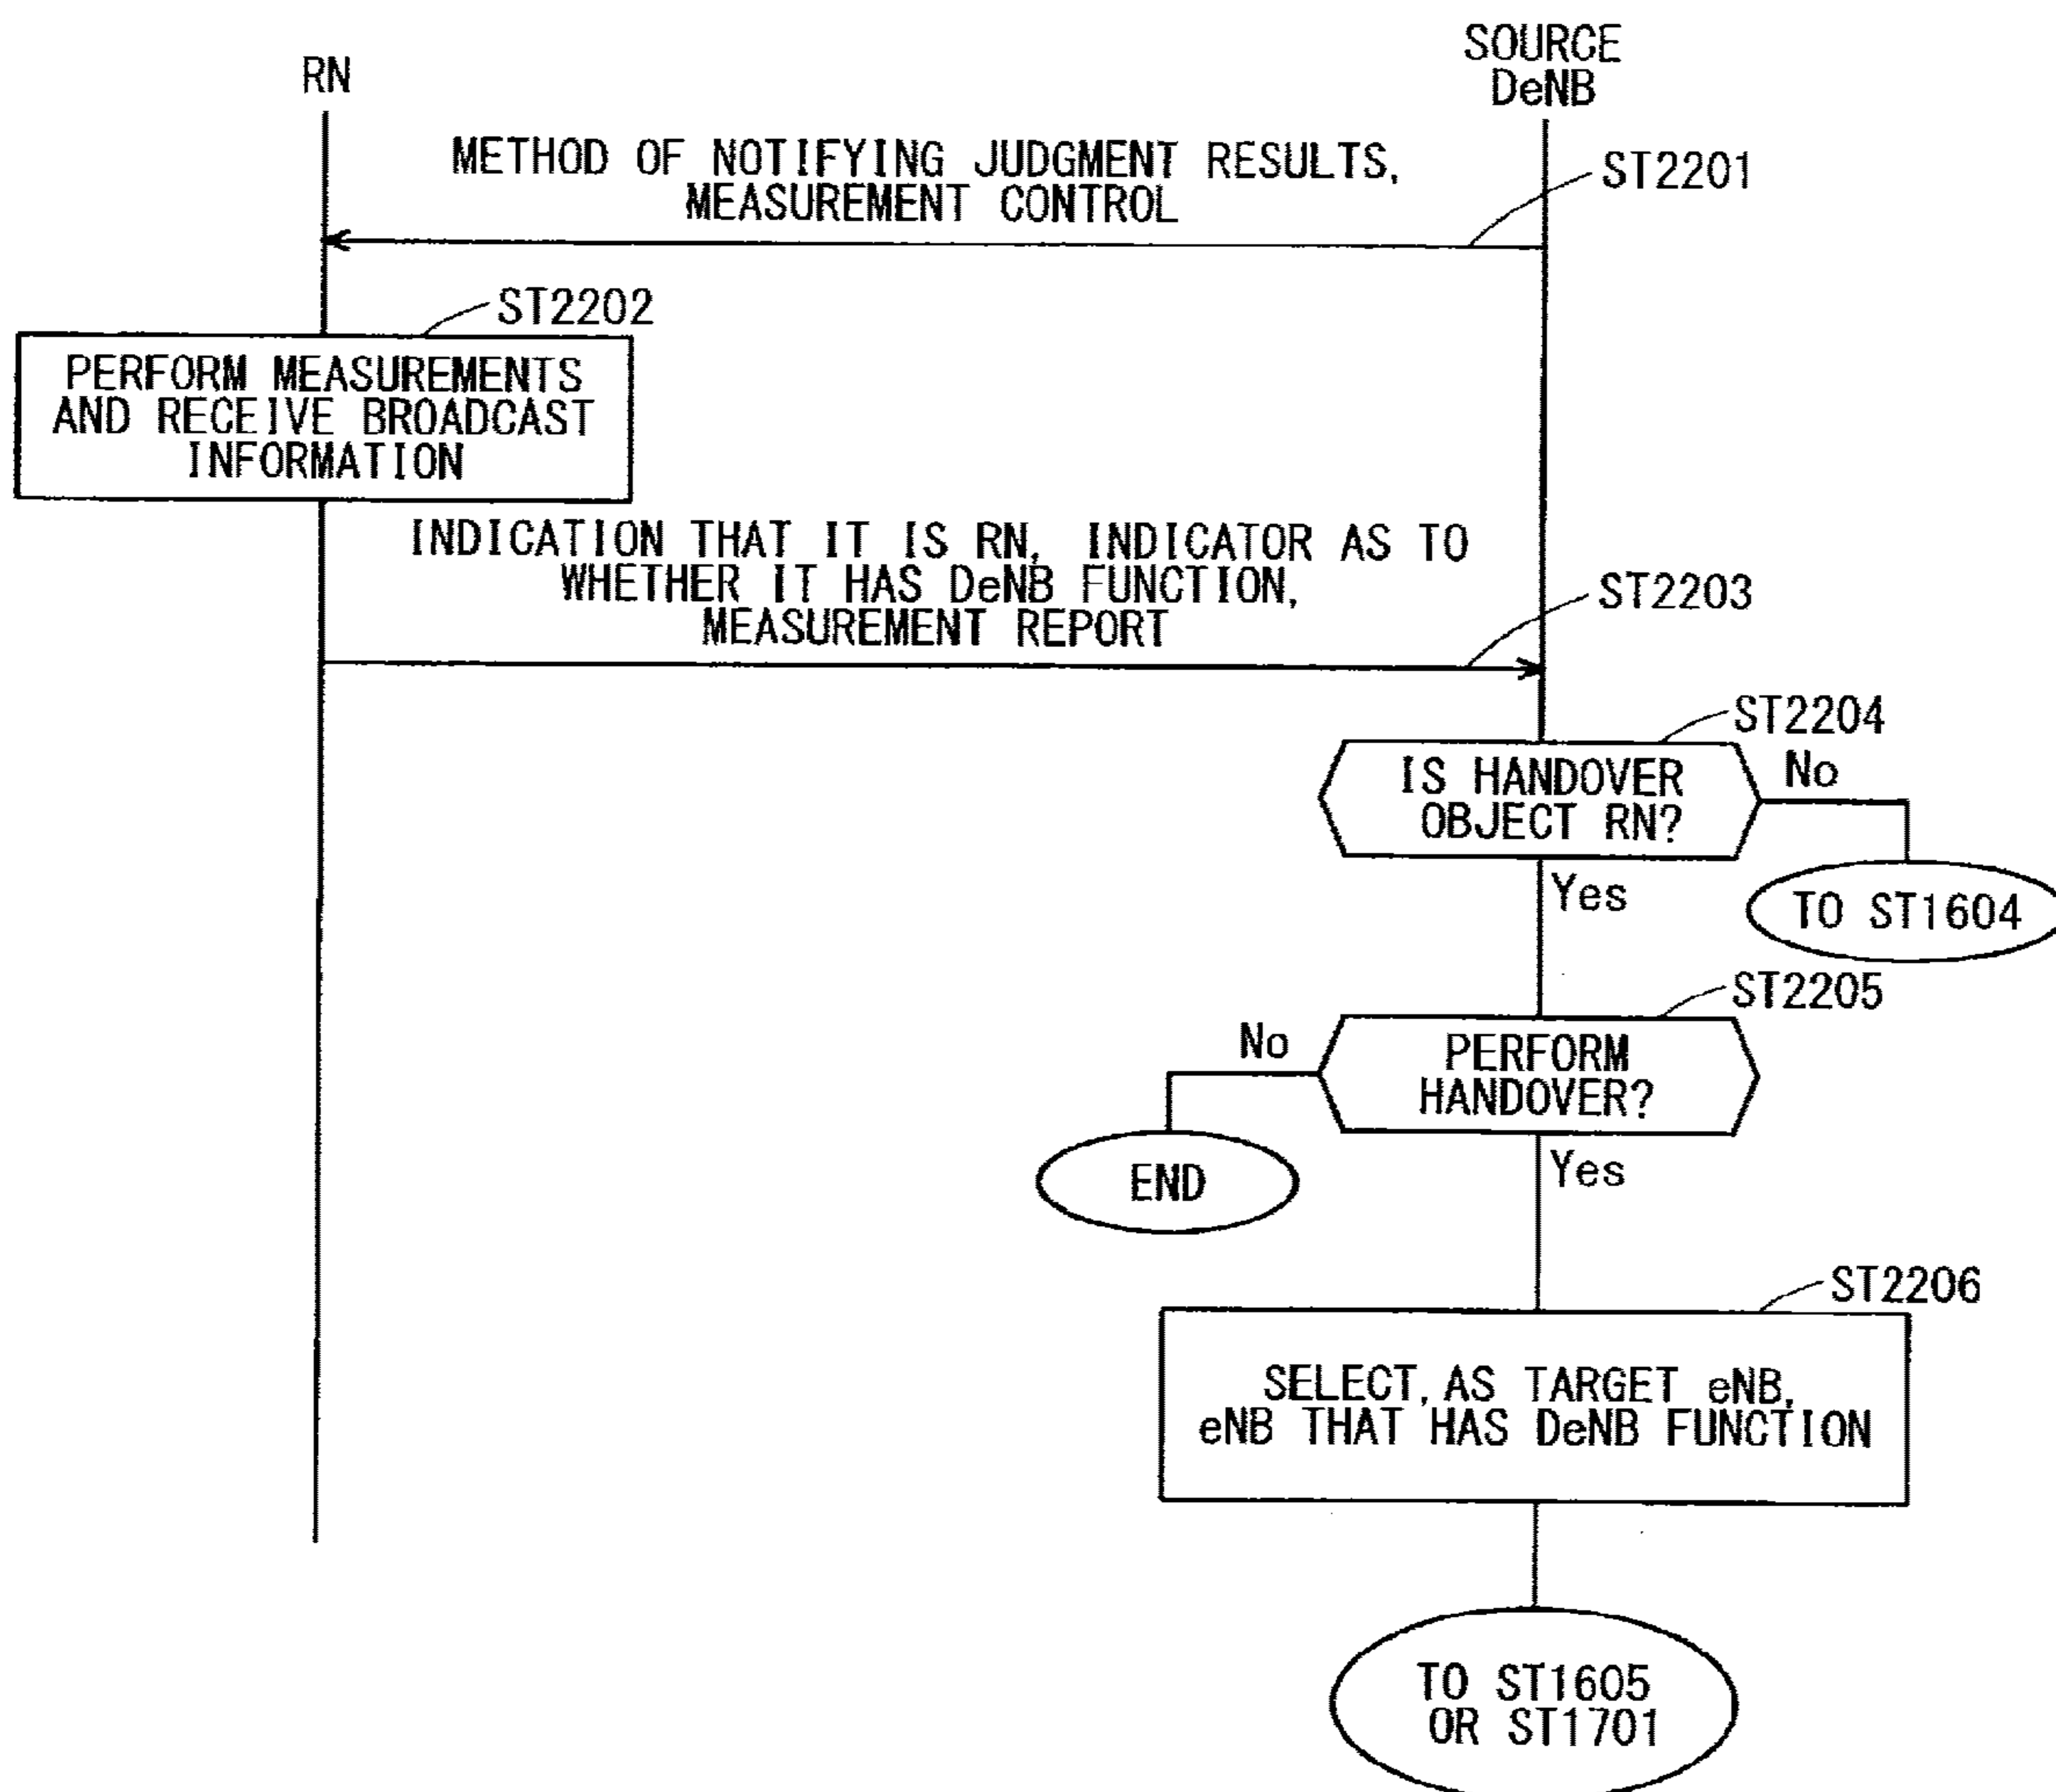 RN
SOURCE
DeNB
METHOD OF NOTIFYING JUDGMENT RESULTS,
MEASUREMENT CONTROL
ST2201
ST2202
PERFORM MEASUREMENTS
AND RECEIVE BROADCAST
INFORMATION
INDICATION THAT IT IS RN, INDICATOR AS TO
WHETHER IT HAS DeNB FUNCTION,
MEASUREMENT REPORT
ST2203
ST2204
IS HANDOVER
OBJECT RN?
No
Yes
TO ST1604
ST2205
No
PERFORM
HANDOVER?
END
Yes
ST2206
SELECT, AS TARGET eNB,
eNB THAT HAS DeNB FUNCTION
TO ST1605
OR ST1701